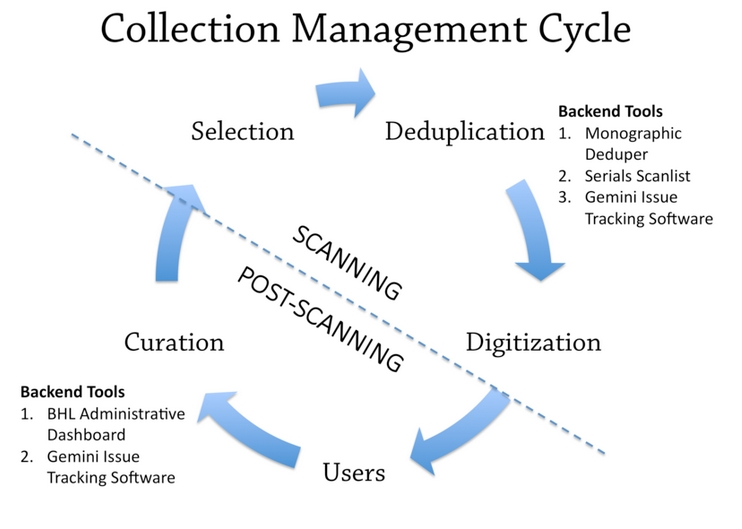 Collection Management Cycle
Selection
Deduplication
Backend Tools
1. Monographic
Deduper
2. Serials Scanlist
3. Gemini Issue
Tracking Software
SCANNING
POST-SCANNING
Curation
Digitization
Backend Tools
1. BHL Administrative
Dashboard
2. Gemini Issue
Tracking Software
Users